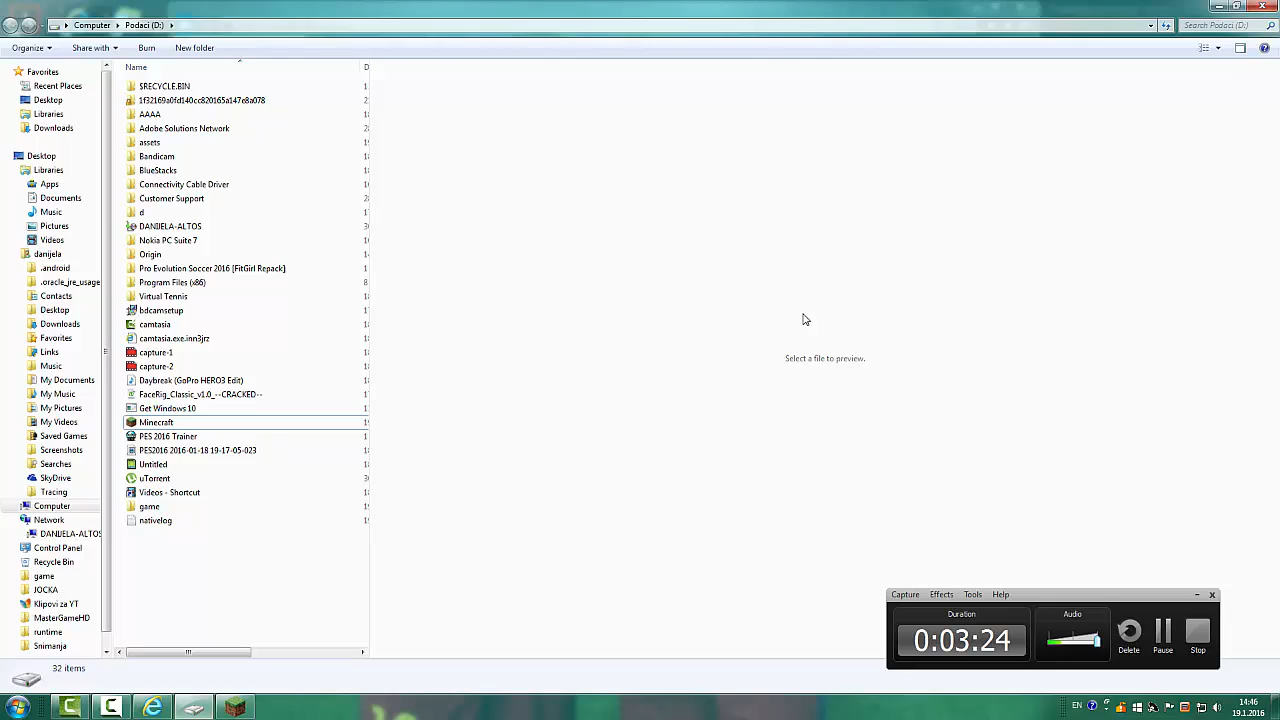 Computer ▸ Podaci (D:) ▸
Search Podaci (D:)
Organize
Share with
Burn
New folder
Name
D
Favorites
Recent Places
Desktop
Libraries
Downloads
Desktop
Libraries
Apps
Documents
Music
Pictures
Videos
danijela
.android
.oracle_jre_usage
Contacts
Desktop
Downloads
Favorites
Links
Music
My Documents
My Music
My Pictures
My Videos
Saved Games
Screenshots
Searches
SkyDrive
Tracing
Computer
Network
DANIJELA-ALTOS
Control Panel
Recycle Bin
game
JOCKA
Klipovi za YT
MasterGameHD
runtime
Snimanja
$RECYCLE.BIN
1f32169a0fd140cc820165a147e8a078
AAAA
Adobe Solutions Network
assets
Bandicam
BlueStacks
Connectivity Cable Driver
Customer Support
d
DANIJELA-ALTOS
Nokia PC Suite 7
Origin
Pro Evolution Soccer 2016 [FitGirl Repack]
Program Files (x86)
Virtual Tennis
bdcamsetup
camtasia
camtasia.exe.inn3jrz
capture-1
capture-2
Daybreak (GoPro HERO3 Edit)
FaceRig_Classic_v1.0_--CRACKED--
Get Windows 10
Minecraft
PES 2016 Trainer
PES2016 2016-01-18 19-17-05-023
Untitled
uTorrent
Videos - Shortcut
game
nativelog
Select a file to preview.
Capture Effects Tools Help
Duration
0:03:24
Audio
Delete
Pause
Stop
32 items
EN
14:46
19.1.2016